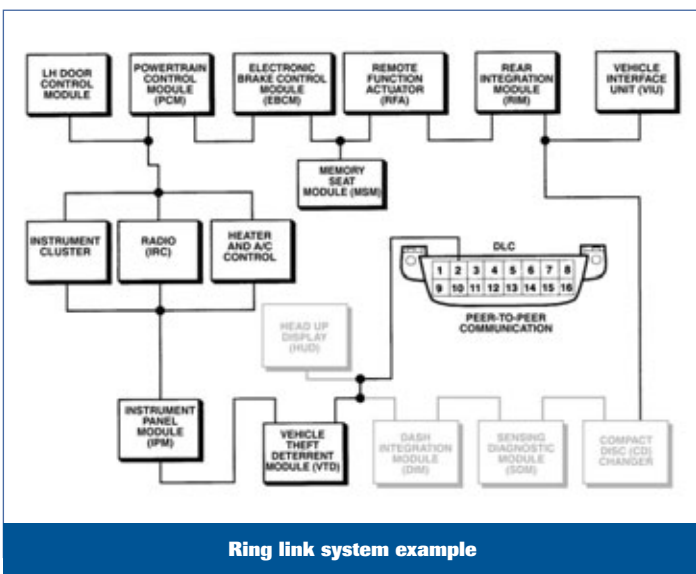 LH DOOR
CONTROL
MODULE
POWERTRAIN
CONTROL
MODULE
(PCM)
ELECTRONIC
BRAKE CONTROL
MODULE
(EBCM)
REMOTE
FUNCTION
ACTUATOR
(RFA)
REAR
INTEGRATION
MODULE
(RIM)
VEHICLE
INTERFACE
UNIT (VIU)
MEMORY
SEAT
MODULE (MSM)
INSTRUMENT
CLUSTER
RADIO
(IRC)
HEATER
AND A/C
CONTROL
DLC
1 2 3 4 5 6 7 8
9 10 11 12 13 14 15 16
PEER-TO-PEER
COMMUNICATION
HEAD UP
DISPLAY
(HUD)
INSTRUMENT
PANEL
MODULE
(IPM)
VEHICLE
THEFT
DETERRENT
MODULE (VTD)
DASH
INTEGRATION
MODULE
(DIM)
SENSING
DIAGNOSTIC
MODULE
(SDM)
COMPACT
DISC (CD)
CHANGER
Ring link system example